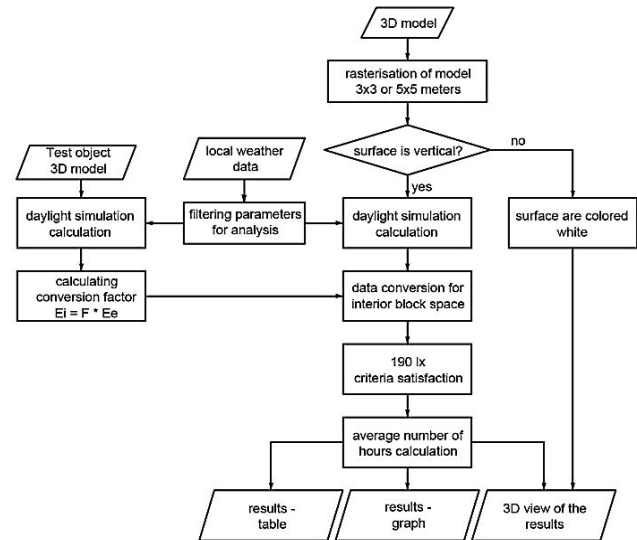 3D model
rasterisation of model
3x3 or 5x5 meters
surface is vertical?
no
yes
Test object
3D model
local weather
data
daylight simulation
calculation
filtering parameters
for analysis
daylight simulation
calculation
surface are colored
white
calculating
conversion factor
Ei = F * Ee
data conversion for
interior block space
190 lx
criteria satisfaction
average number of
hours calculation
results -
table
results -
graph
3D view of the
results